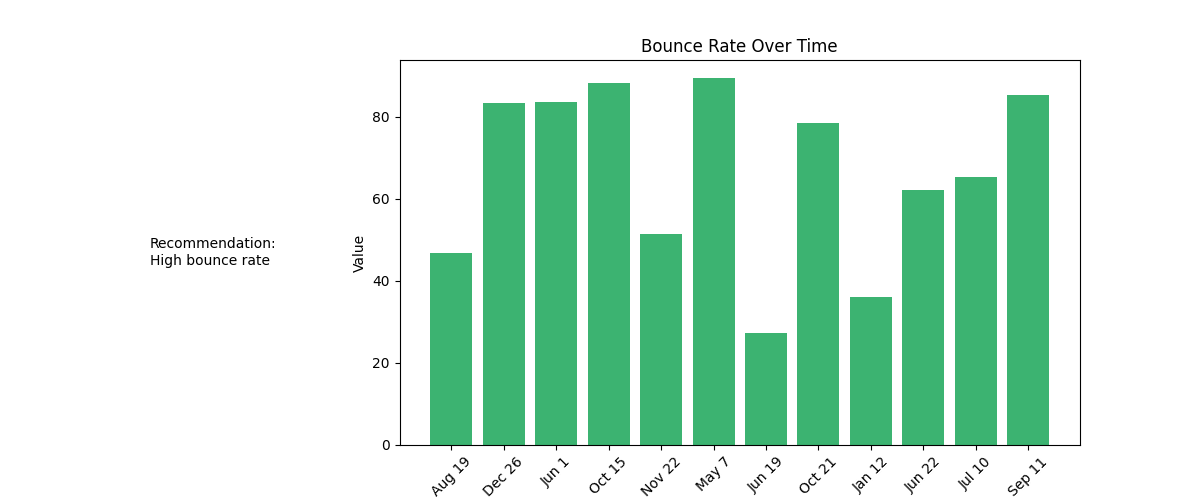 Bounce Rate Over Time
Recommendation:
High bounce rate
Value
80
60
40
20
0
Aug 19
Dec 26
Jun 1
Oct 15
Nov 22
May 7
Jun 19
Oct 21
Jan 12
Jun 22
Jul 10
Sep 11